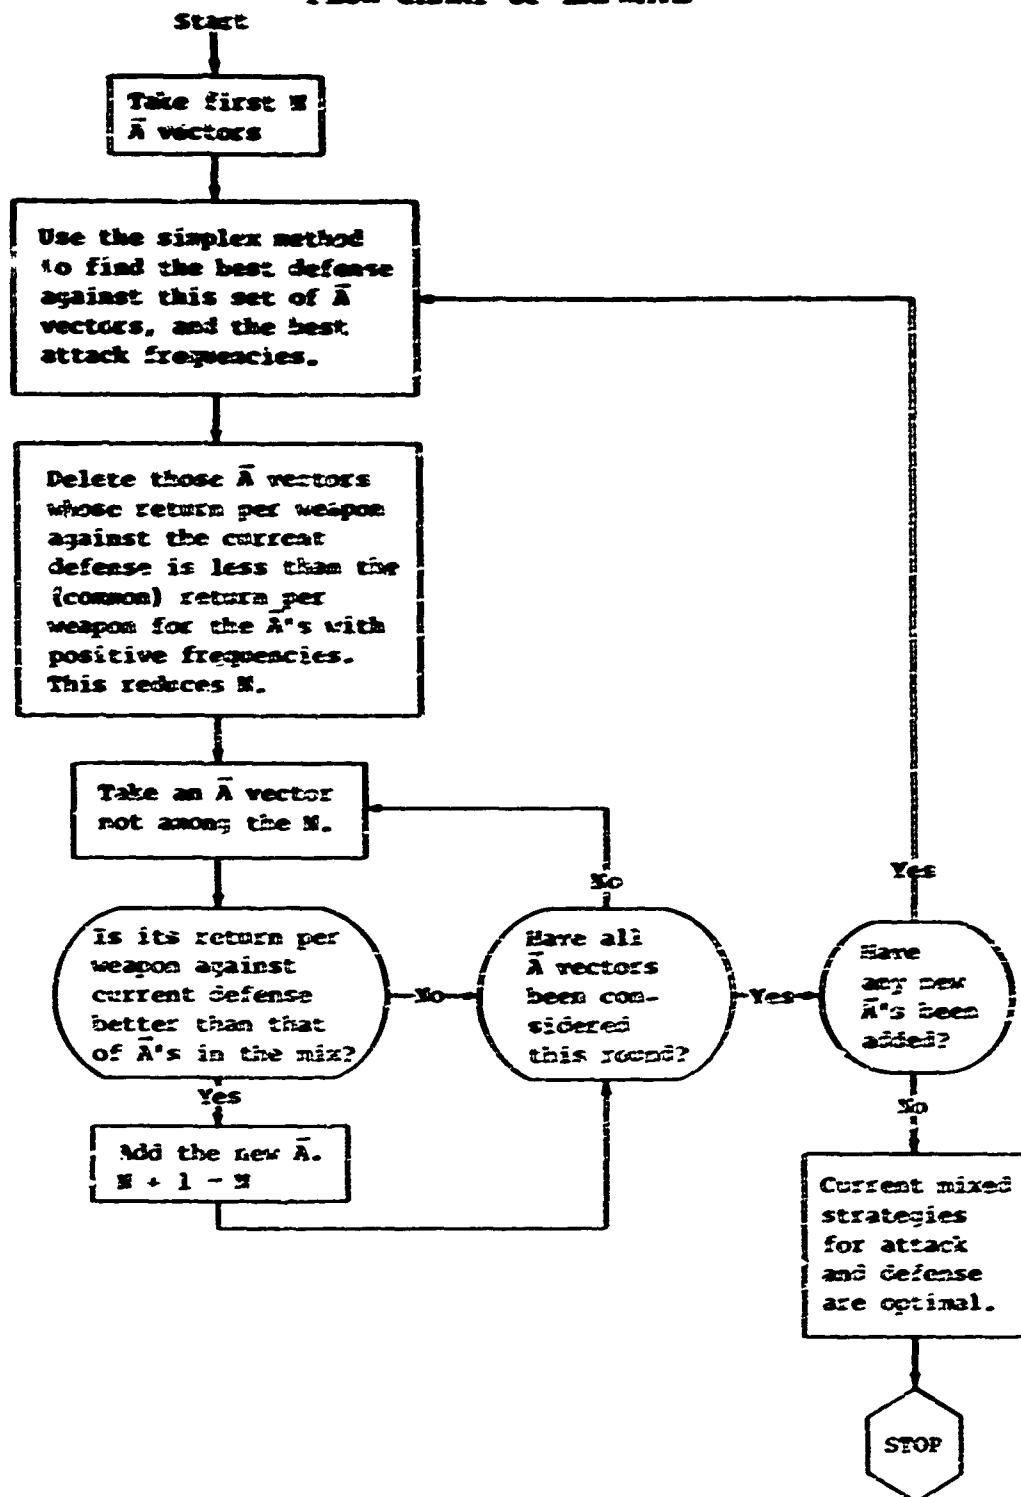 Start
Take first N
Ā vectors
Use the simplex method
to find the best defense
against this set of Ā
vectors, and the best
attack frequencies.
Delete those Ā vectors
whose return per weapon
against the current
defense is less than the
(common) return per
weapon for the Ā's with
positive frequencies.
This reduces N.
Take an Ā vector
not among the N.
Is its return per
weapon against
current defense
better than that
of Ā's in the mix?
No
Have all
Ā vectors
been con-
sidered
this round?
No
Yes
Have
any new
Ā's been
added?
Yes
No
Yes
Add the new Ā.
N + 1 - N
Current mixed
strategies
for attack
and defense
are optimal.
STOP